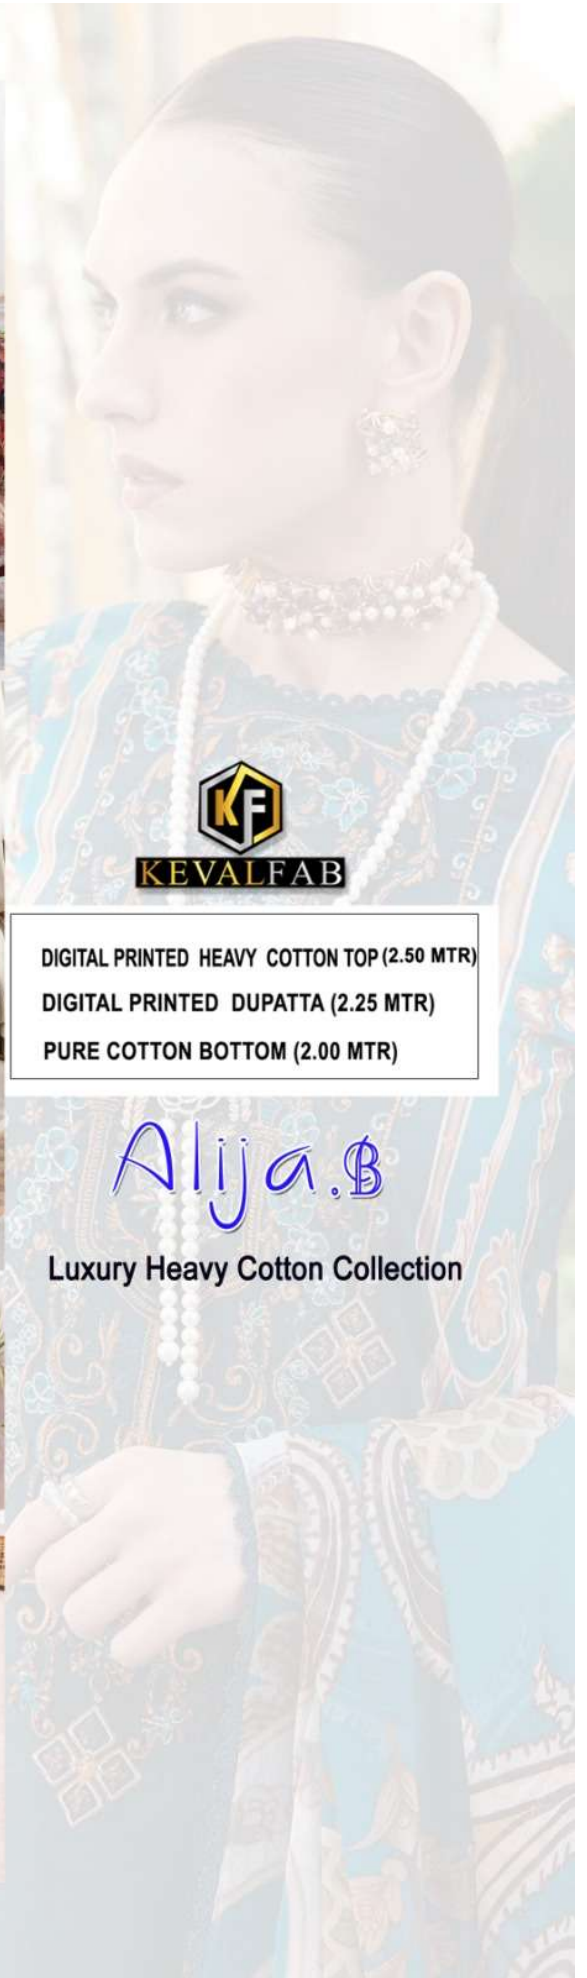 KF
KEVALFAB
DIGITAL PRINTED HEAVY COTTON TOP (2.50 MTR)
DIGITAL PRINTED DUPATTA (2.25 MTR)
PURE COTTON BOTTOM (2.00 MTR)
Alija.B
Luxury Heavy Cotton Collection